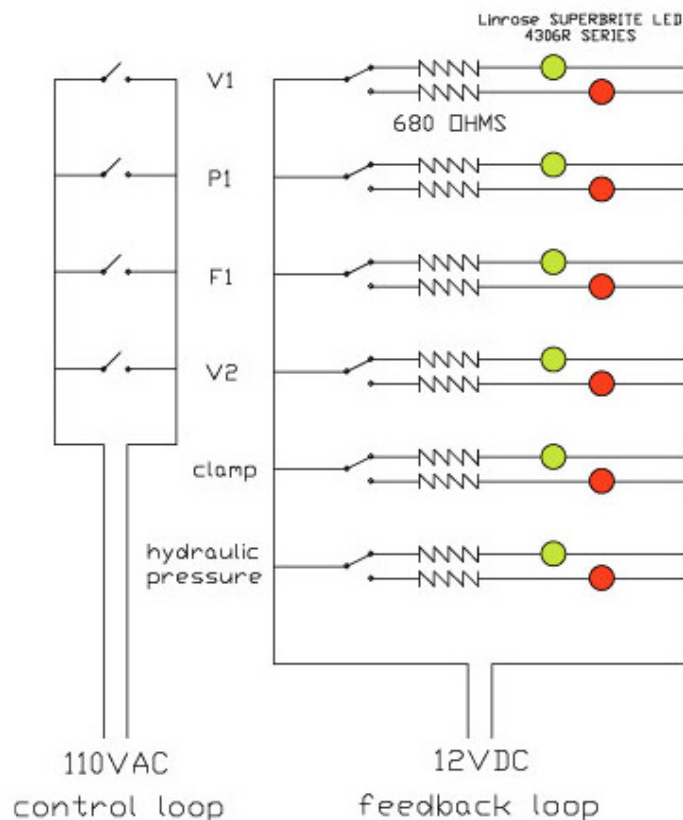 Linrose SUPERBRITE LED
4306R SERIES
V1
680 OHMS
P1
F1
V2
clamp
hydraulic
pressure
110VAC
12VDC
control loop
feedback loop